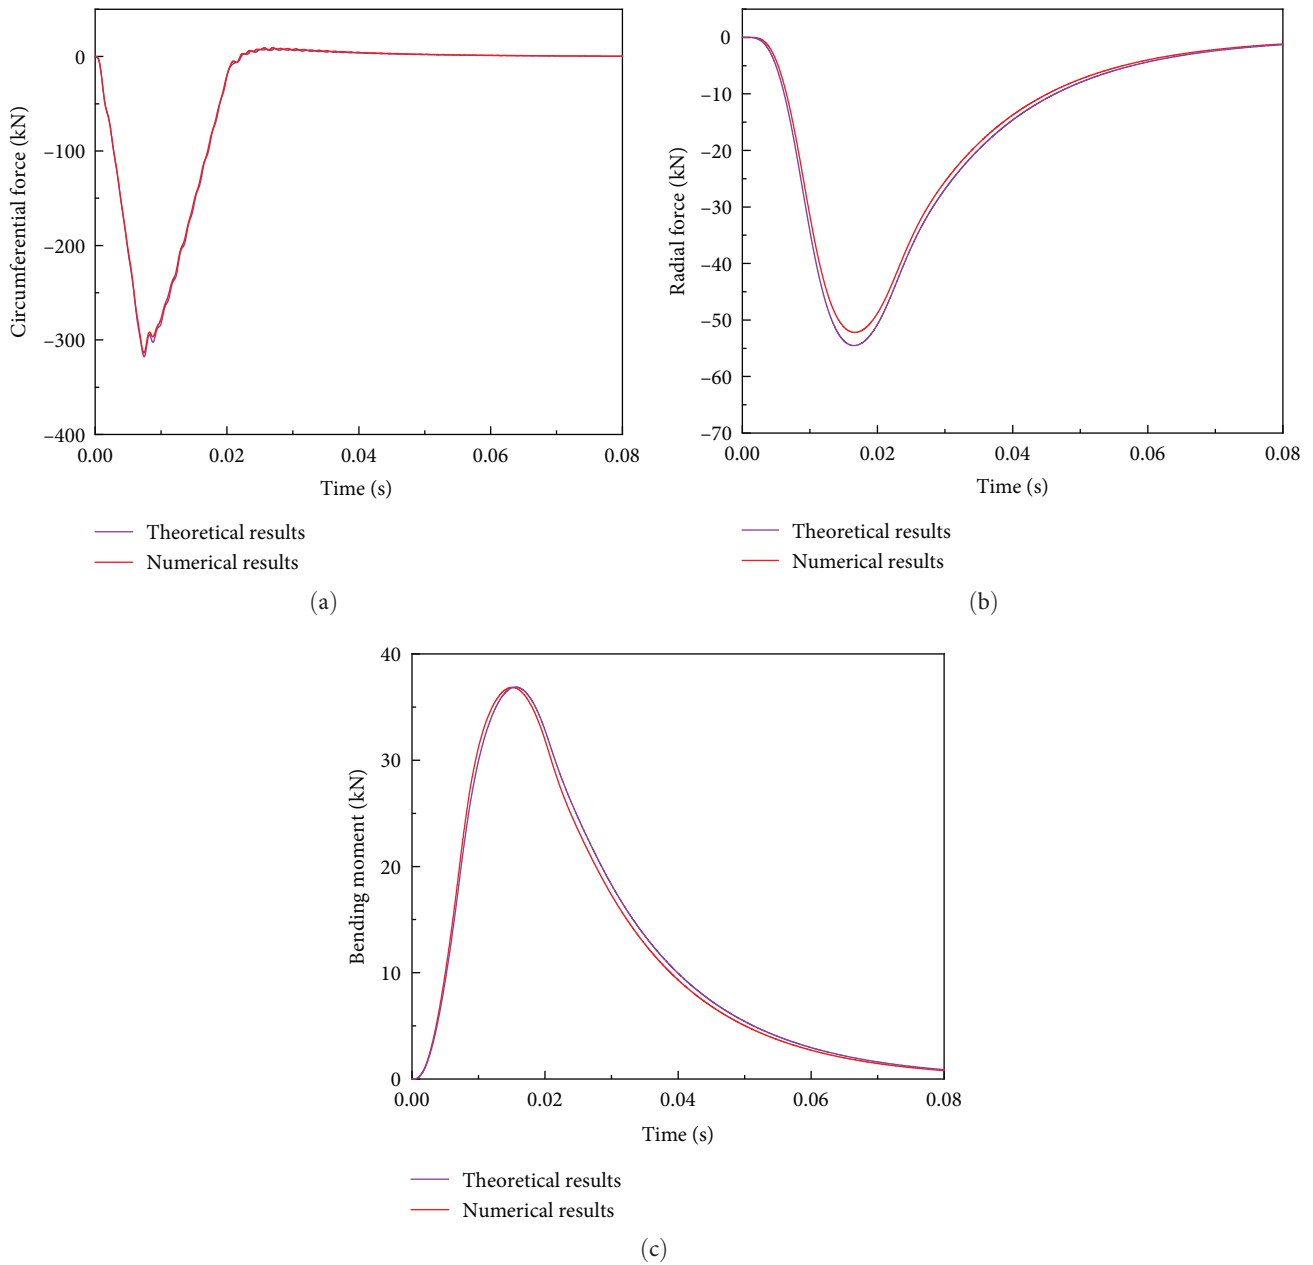 0
−100
−200
−300
−400
Circumferential force (kN)
0.00
0.02
0.04
0.06
0.08
Time (s)
Theoretical results
Numerical results
(a)
0
−10
−20
−30
−40
−50
−60
−70
Radial force (kN)
0.00
0.02
0.04
0.06
0.08
Time (s)
Theoretical results
Numerical results
(b)
40
30
20
10
0
Bending moment (kN)
0.00
0.02
0.04
0.06
0.08
Time (s)
Theoretical results
Numerical results
(c)